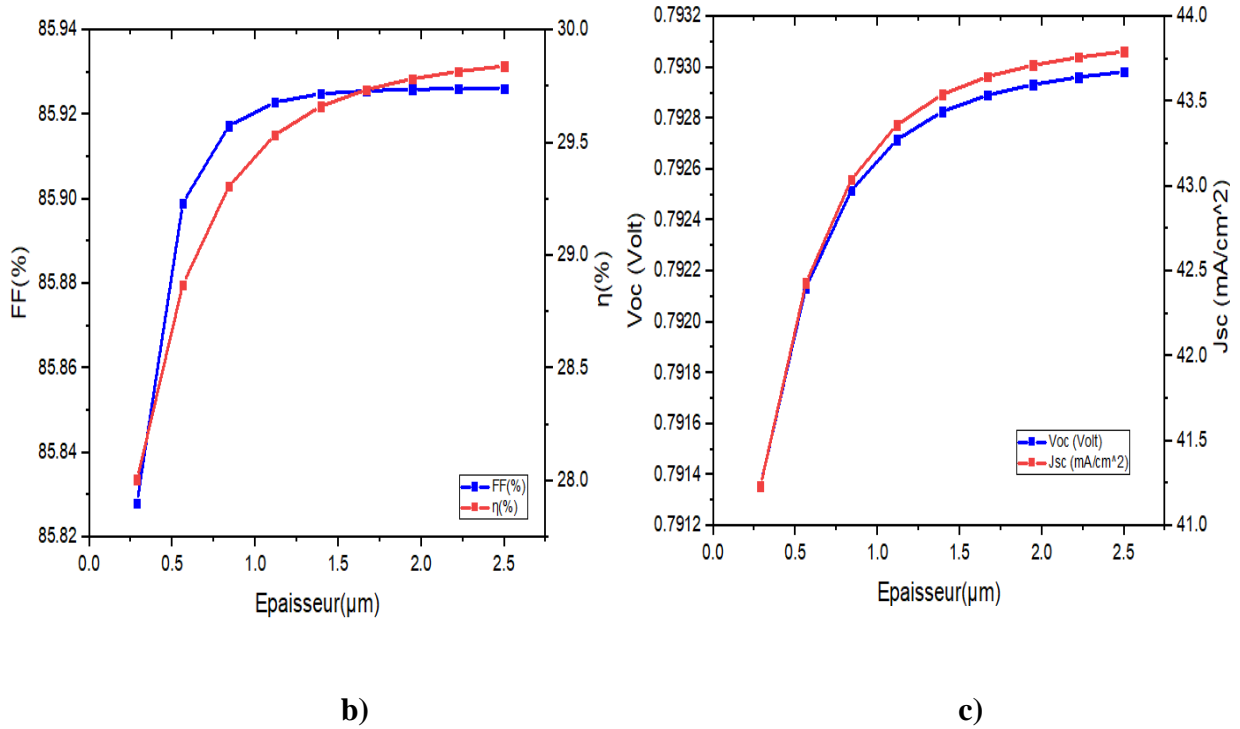 85.94
85.92
85.90
85.88
85.86
85.84
85.82
FF(%)
0.0 0.5 1.0 1.5 2.0 2.5
Epaisseur(µm)
30.0
29.5
29.0
28.5
28.0
η(%)
FF(%)
η(%)
b)
0.7932
0.7930
0.7928
0.7926
0.7924
0.7922
0.7920
0.7918
0.7916
0.7914
0.7912
Voc (Volt)
0.0 0.5 1.0 1.5 2.0 2.5
Epaisseur(µm)
44.0
43.5
43.0
42.5
42.0
41.5
41.0
Jsc (mA/cm^2)
Voc (Volt)
Jsc (mA/cm^2)
c)